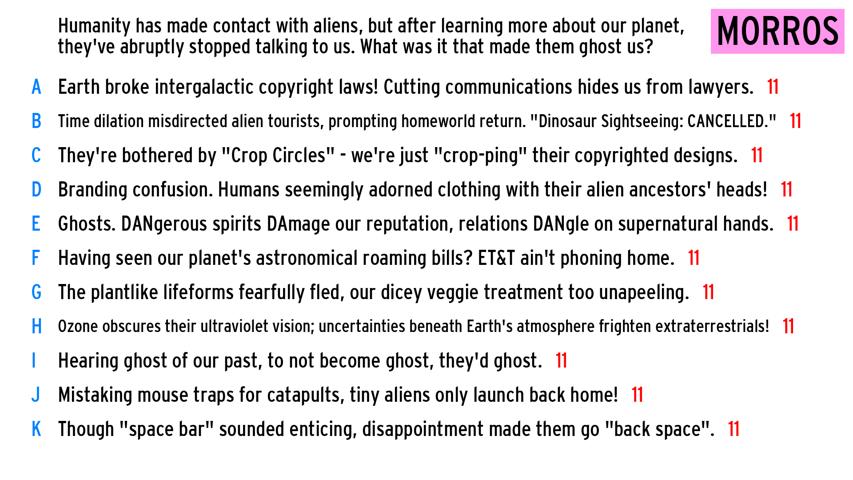 Humanity has made contact with aliens, but after learning more about our planet,
they've abruptly stopped talking to us. What was it that made them ghost us?
MORROS
A Earth broke intergalactic copyright laws! Cutting communications hides us from lawyers. 11
B Time dilation misdirected alien tourists, prompting homeworld return. "Dinosaur Sightseeing: CANCELLED." 11
C They're bothered by "Crop Circles" - we're just "crop-ping" their copyrighted designs. 11
D Branding confusion. Humans seemingly adorned clothing with their alien ancestors' heads! 11
E Ghosts. DANgerous spirits DAmage our reputation, relations DANgle on supernatural hands. 11
F Having seen our planet's astronomical roaming bills? ET&T ain't phoning home. 11
G The plantlike lifeforms fearfully fled, our dicey veggie treatment too unapeeling. 11
H Ozone obscures their ultraviolet vision; uncertainties beneath Earth's atmosphere frighten extraterrestrials! 11
I Hearing ghost of our past, to not become ghost, they'd ghost. 11
J Mistaking mouse traps for catapults, tiny aliens only launch back home! 11
K Though "space bar" sounded enticing, disappointment made them go "back space". 11